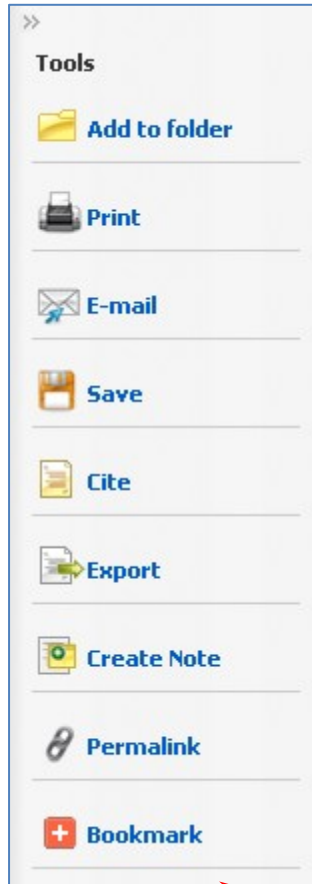 »
Tools
Add to folder
Print
E-mail
Save
Cite
Export
Create Note
Permalink
Bookmark